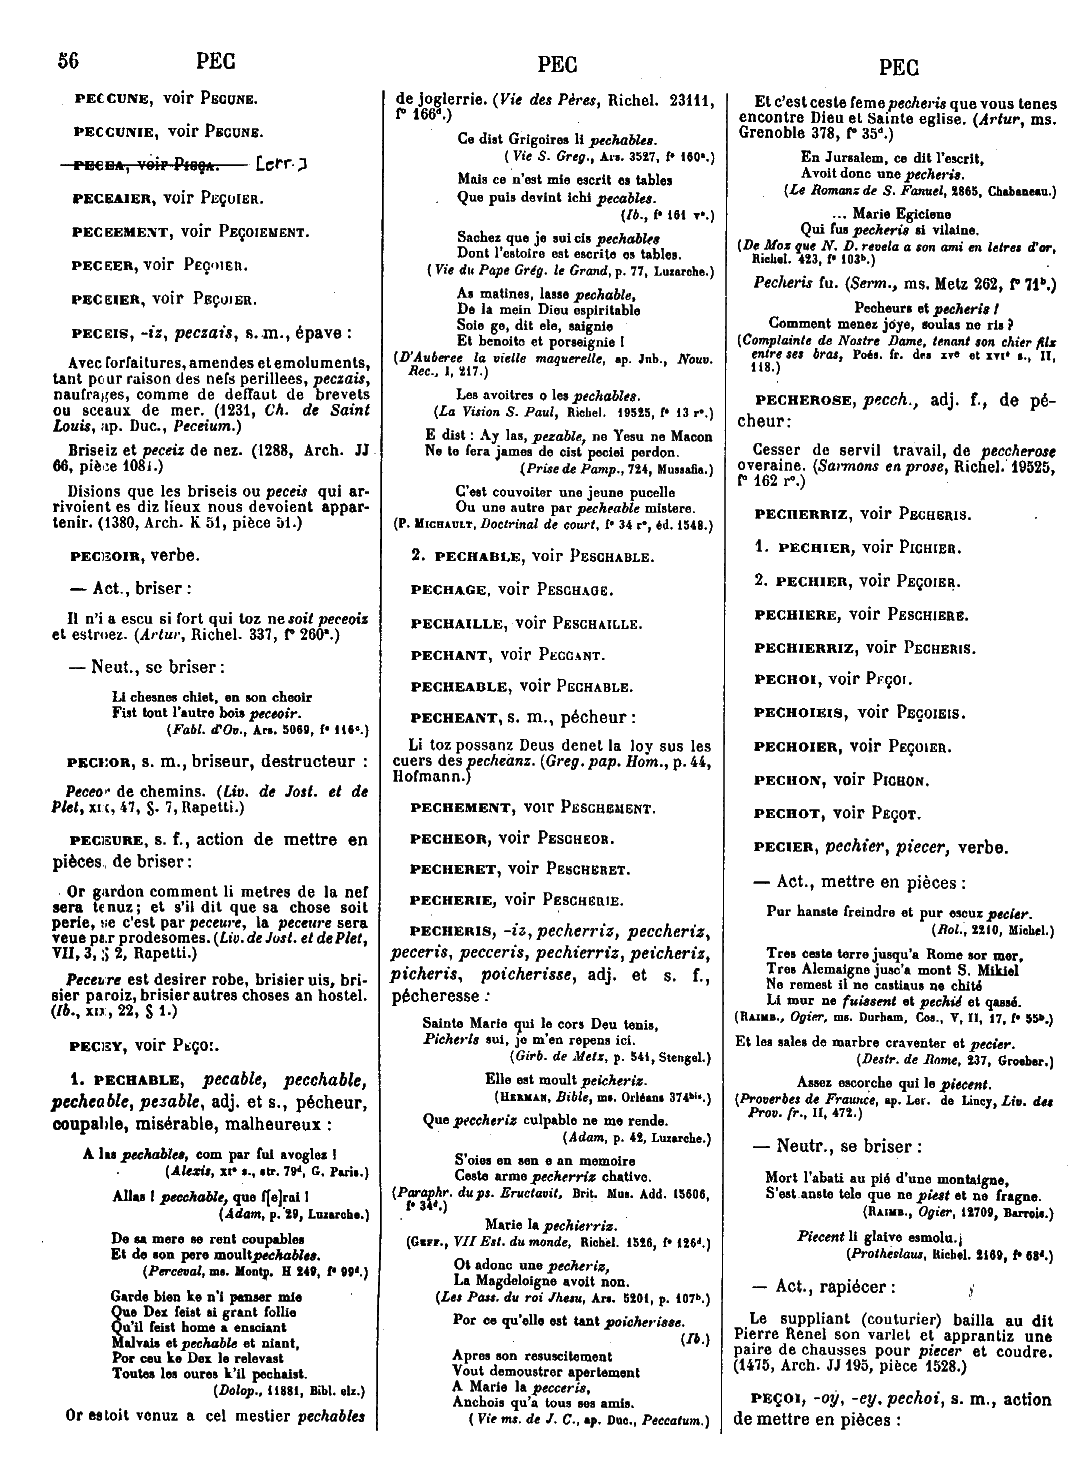 56 PEC PEC PEC
PECCUNE, voir PECUNE.
PECCUNIE, voir PECUNE.
PECEA, voir PIEÇA. [err.]
PECEAIER, voir PEÇOIER.
PECEEMENT, voir PEÇOIEMENT.
PECEER, voir PEÇOIER.
PECEIER, voir PEÇOIER.
PECEIS, -iz, peczais, s. m., épave :
Avec forfaitures, amendes et emoluments,
tant pour raison des nefs perillees, peczais,
naufrages, comme de deffaut de brevets
ou sceaux de mer. (1231, Ch. de Saint
Louis, ap. Duc., Peceium.)
Briseiz et peceiz de nez. (1288, Arch. JJ
66, pièce 1081.)
Disions que les briseis ou peceis qui ar-
rivoient es diz lieux nous devoient appar-
tenir. (1380, Arch. K 51, pièce 51.)
PECEOIR, verbe.
— Act., briser :
Il n'i a escu si fort qui toz ne soit peceoiz
et estroez. (Artur, Richel. 337, f° 260ª.)
— Neut., se briser :
Li chesnes chiet, en son cheoir
Fist tout l'autre bois peceoir.
(Fabl. d'Ov., Ars. 5069, f° 116ᶜ.)
PECEOR, s. m., briseur, destructeur :
Peceor de chemins. (Liv. de Jost. et de
Plet, XIX, 47, §. 7, Rapetti.)
PECEURE, s. f., action de mettre en
pièces, de briser :
Or gardon comment li metres de la nef
sera tenuz ; et s'il dit que sa chose soit
perie, ne c'est par peceure, la peceure sera
veue par prodesomes. (Liv. de Jost. et de Plet,
VII, 3, § 2, Rapetti.)
Peceure est desirer robe, brisier uis, bri-
sier paroiz, brisier autres choses an hostel.
(Ib., XIX, 22, § 1.)
PECEY, voir PEÇOI.
1. PECHABLE, pecable, pecchable,
pecheable, pezable, adj. et s., pécheur,
coupable, misérable, malheureux :
A las pechables, com par fui avoglez !
(Alexis, XIᵉ s., str. 79ᵈ, G. Paris.)
Allas ! pecchable, que f[e]rai !
(Adam, p. 29, Luzarche.)
De sa mere se rent coupables
Et de son pere moult pechables.
(Perceval, ms. Montp. H 249, f° 99ᵈ.)
Garde bien ke n'i panser mie
Que Dex feist si grant follie
Qu'il feist home a ensciant
Malvais et pechable et niant,
Por ceu ke Dex le relevast
Toutes les oures k'il pechaist.
(Dolop., 11881, Bibl. elz.)
Or estoit venuz a cel mestier pechables
de joglerrie. (Vie des Pères, Richel. 23111,
f° 166ᵈ.)
Ce dist Grigoires li pechables.
(Vie S. Greg., Ars. 3527, f° 160ª.)
Mais ce n'est mie escrit es tables
Que puis devint ichi pecables.
(Ib., f° 161 v°.)
Sachez que je sui cis pechables
Dont l'estoire est escrite es tables.
(Vie du Pape Grég. le Grand, p. 77, Luzarche.)
As matines, lasse pechable,
De la mein Dieu espiritable
Soie ge, dit ele, saignie
Et benoite et porseignie !
(D'Auberee la vielle maquerelle, ap. Jub., Nouv.
Rec., I, 217.)
Les avoitres o les pechables.
(La Vision S. Paul, Richel. 19525, f° 13 r°.)
E dist : Ay las, pezable, ne Yesu ne Macon
Ne te fera james de cist peciei perdon.
(Prise de Pamp., 724, Mussafia.)
C'est couvoiter une jeune pucelle
Ou une autre par pecheable mistere.
(P. MICHAULT, Doctrinal de court, f° 34 r°, éd. 1548.)
2. PECHABLE, voir PESCHABLE.
PECHAGE, voir PESCHAGE.
PECHAILLE, voir PESCHAILLE.
PECHANT, voir PECCANT.
PECHEABLE, voir PECHABLE.
PECHEANT, s. m., pécheur :
Li toz possanz Deus denet la loy sus les
cuers des pecheanz. (Greg. pap. Hom., p. 44,
Hofmann.)
PECHEMENT, voir PESCHEMENT.
PECHEOR, voir PESCHEOR.
PECHERET, voir PESCHERET.
PECHERIE, voir PESCHERIE.
PECHERIS, -iz, pecherriz, peccheriz,
peceris, pecceris, pechierriz, peicheriz,
picheris, poicherisse, adj. et s. f.,
pécheresse :
Sainte Marie qui le cors Deu tenis,
Picheris sui, je m'en repens ici.
(Girb. de Metz, p. 541, Stengel.)
Elle est moult peicheriz.
(HERMAN, Bible, ms. Orléans 374ᵇⁱˢ.)
Que peccheriz culpable ne me rende.
(Adam, p. 42, Luzarche.)
S'oies en sen e an memoire
Ceste arme pecherriz chative.
(Paraphr. du ps. Eructavit, Brit. Mus. Add. 15606,
f° 34ᵈ.)
Marie la pechierriz.
(GEFF., VII Est. du monde, Richel. 1526, f° 126ᵈ.)
Ot adonc une pecheriz,
La Magdeloigne avoit non.
(Les Pass. du roi Jhesu, Ars. 5201, p. 107ᵇ.)
Por ce qu'elle est tant poicherisse.
(Ib.)
Apres son resuscitement
Vout demoustrer apertement
A Marie la pecceris,
Anchois qu'a tous ses amis.
(Vie ms. de J. C., ap. Duc., Peccatum.)
Et c'est ceste feme pecheris que vous tenes
encontre Dieu et Sainte eglise. (Artur, ms.
Grenoble 378, f° 35ᵈ.)
En Jursalem, ce dit l'escrit,
Avoit donc une pecheris.
(Le Romanz de S. Fanuel, 2865, Chabaneau.)
... Marie Egiciene
Qui fus pecheris si vilaine.
(De Moz que N. D. revela a son ami en letres d'or,
Richel. 423, f° 103ᵇ.)
Pecheris fu. (Serm., ms. Metz 262, f° 71ᵇ.)
Pecheurs et pecheris !
Comment menez joye, soulas ne ris ?
(Complainte de Nostre Dame, tenant son chier filz
entre ses bras, Poés. fr. des XVᵉ et XVIᵉ s., II,
118.)
PECHEROSE, pecch., adj. f., de pé-
cheur :
Cesser de servil travail, de peccherose
overaine. (Sarmons en prose, Richel. 19525,
f° 162 r°.)
PECHERRIZ, voir PECHERIS.
1. PECHIER, voir PICHIER.
2. PECHIER, voir PEÇOIER.
PECHIERE, voir PESCHIERE.
PECHIERRIZ, voir PECHERIS.
PECHOI, voir PEÇOI.
PECHOIEIS, voir PEÇOIEIS.
PECHOIER, voir PEÇOIER.
PECHON, voir PICHON.
PECHOT, voir PEÇOT.
PECIER, pechier, piecer, verbe.
— Act., mettre en pièces :
Pur hanste freindre et pur escuz pecier.
(Rol., 2210, Michel.)
Tres ceste terre jusqu'a Rome sor mer,
Tres Alemaigne jusc'a mont S. Mikiel
Ne remest il ne castiaus ne chité
Li mur ne fuissent et pechié et qassé.
(RAIMB., Ogier, ms. Durham, Cos., V, II, 17, f° 55ᵇ.)
Et les sales de marbre craventer et pecier.
(Destr. de Rome, 237, Groeber.)
Assez escorche qui le piecent.
(Proverbes de Fraunce, ap. Ler. de Lincy, Liv. des
Prov. fr., II, 472.)
— Neutr., se briser :
Mort l'abati au plé d'une montaigne,
S'est anste tele que ne piest et ne fragne.
(RAIMB., Ogier, 12709, Barrois.)
Piecent li glaive esmolu.
(Protheslaus, Richel. 2169, f° 68ᵈ.)
— Act., rapiécer :
Le suppliant (couturier) bailla au dit
Pierre Renel son varlet et apprantiz une
paire de chausses pour piecer et coudre.
(1475, Arch. JJ 195, pièce 1528.)
PEÇOI, -oy, -ey, pechoi, s. m., action
de mettre en pièces :